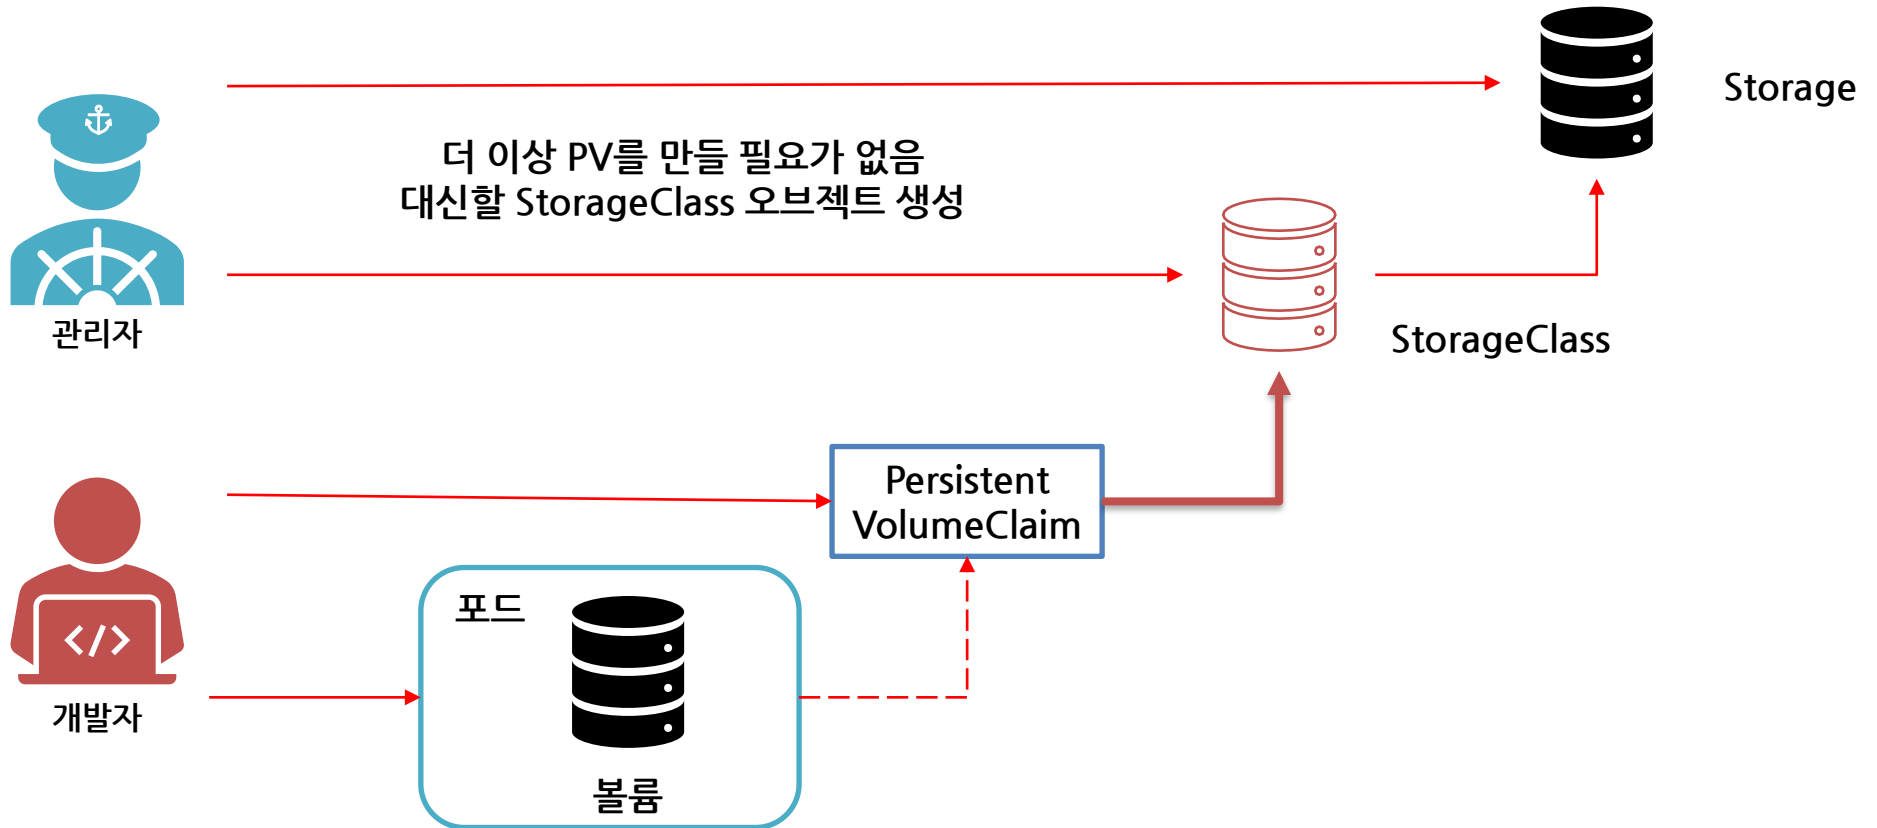 Storage
더 이상 PV를 만들 필요가 없음
대신할 StorageClass 오브젝트 생성
관리자
StorageClass
Persistent
VolumeClaim
포드
</>
개발자
볼륨